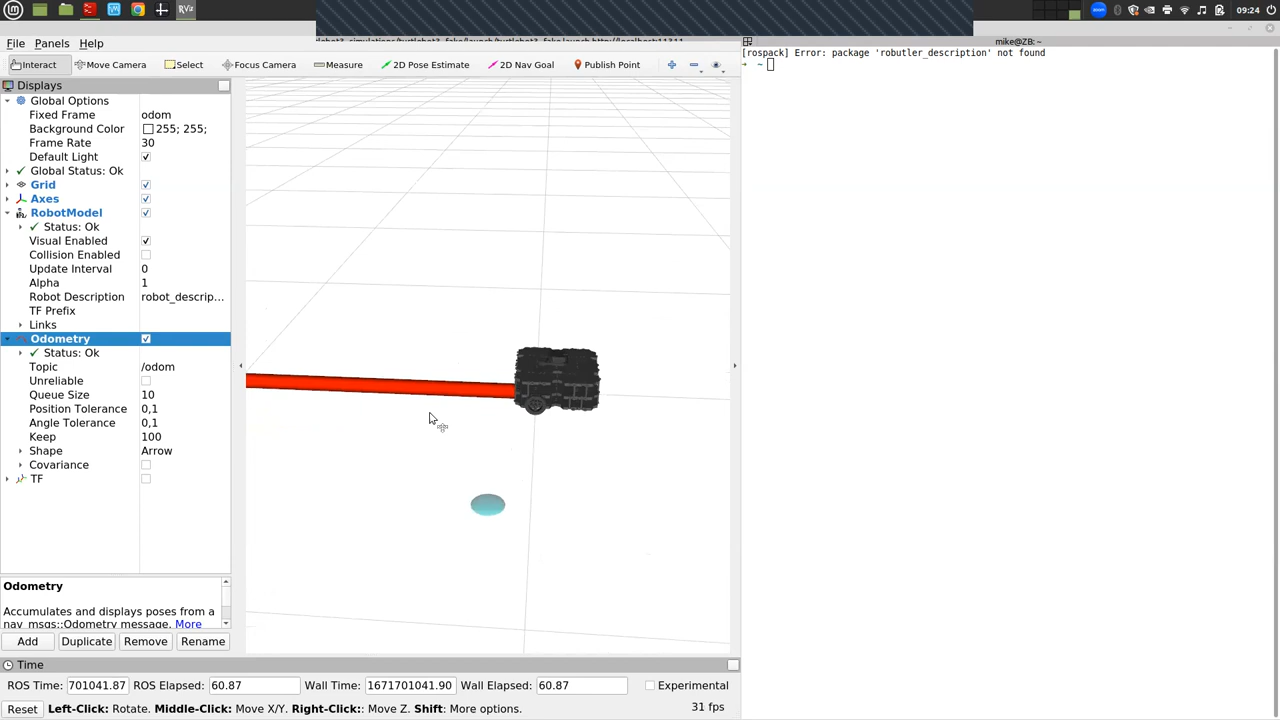 RViz
zoom
09:24
File Panels Help
mike@ZB: ~
Interact Move Camera Select Focus Camera Measure 2D Pose Estimate 2D Nav Goal Publish Point
[rospack] Error: package 'robutler_description' not found
➜ ~
Displays
Global Options
Fixed Frame odom
Background Color 255; 255;
Frame Rate 30
Default Light
Global Status: Ok
Grid
Axes
RobotModel
Status: Ok
Visual Enabled
Collision Enabled
Update Interval 0
Alpha 1
Robot Description robot_descrip...
TF Prefix
Links
Odometry
Status: Ok
Topic /odom
Unreliable
Queue Size 10
Position Tolerance 0,1
Angle Tolerance 0,1
Keep 100
Shape Arrow
Covariance
TF
Odometry
Accumulates and displays poses from a
nav_msgs::Odometry message. More
Add Duplicate Remove Rename
Time
ROS Time: 701041.87 ROS Elapsed: 60.87 Wall Time: 1671701041.90 Wall Elapsed: 60.87 Experimental
Reset Left-Click: Rotate. Middle-Click: Move X/Y. Right-Click:: Move Z. Shift: More options. 31 fps